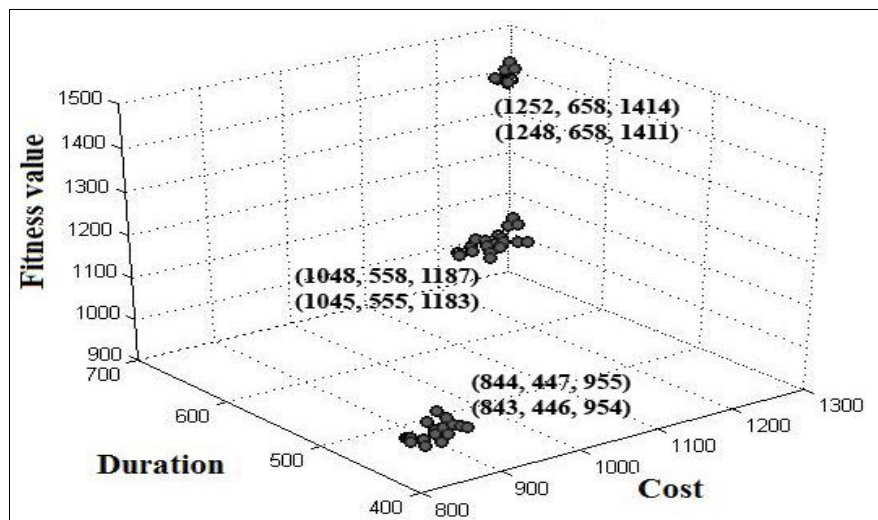 1500
1400
1300
1200
1100
1000
900
Fitness value
(1252, 658, 1414)
(1248, 658, 1411)
(1048, 558, 1187)
(1045, 555, 1183)
(844, 447, 955)
(843, 446, 954)
700
600
500
400
Duration
800
900
1000
1100
1200
1300
Cost